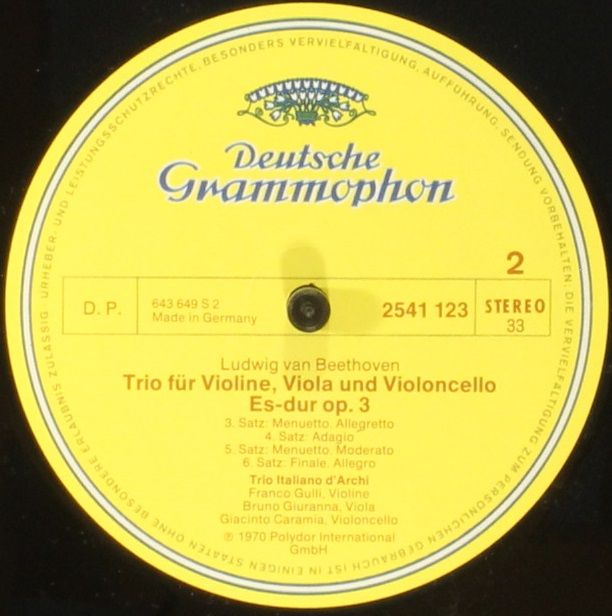 URHEBER- UND LEISTUNGSSCHUTZRECHTE, BESONDERS VERVIELFÄLTIGUNG, AUFFÜHRUNG, SENDUNG VORBEHALTEN; DIE VERVIELFÄLTIGUNG ZUM PERSÖNLICHEN GEBRAUCH IST IN EINIGEN STAATEN OHNE BESONDERE ERLAUBNIS ZULÄSSIG ·
Deutsche
Grammophon
2
D. P.
643 649 S 2
Made in Germany
2541 123
STEREO
33
Ludwig van Beethoven
Trio für Violine, Viola und Violoncello
Es-dur op. 3
3. Satz: Menuetto. Allegretto
4. Satz: Adagio
5. Satz: Menuetto. Moderato
6. Satz: Finale. Allegro
Trio Italiano d'Archi
Franco Gulli, Violine
Bruno Giuranna, Viola
Giacinto Caramia, Violoncello
℗ 1970 Polydor International
GmbH